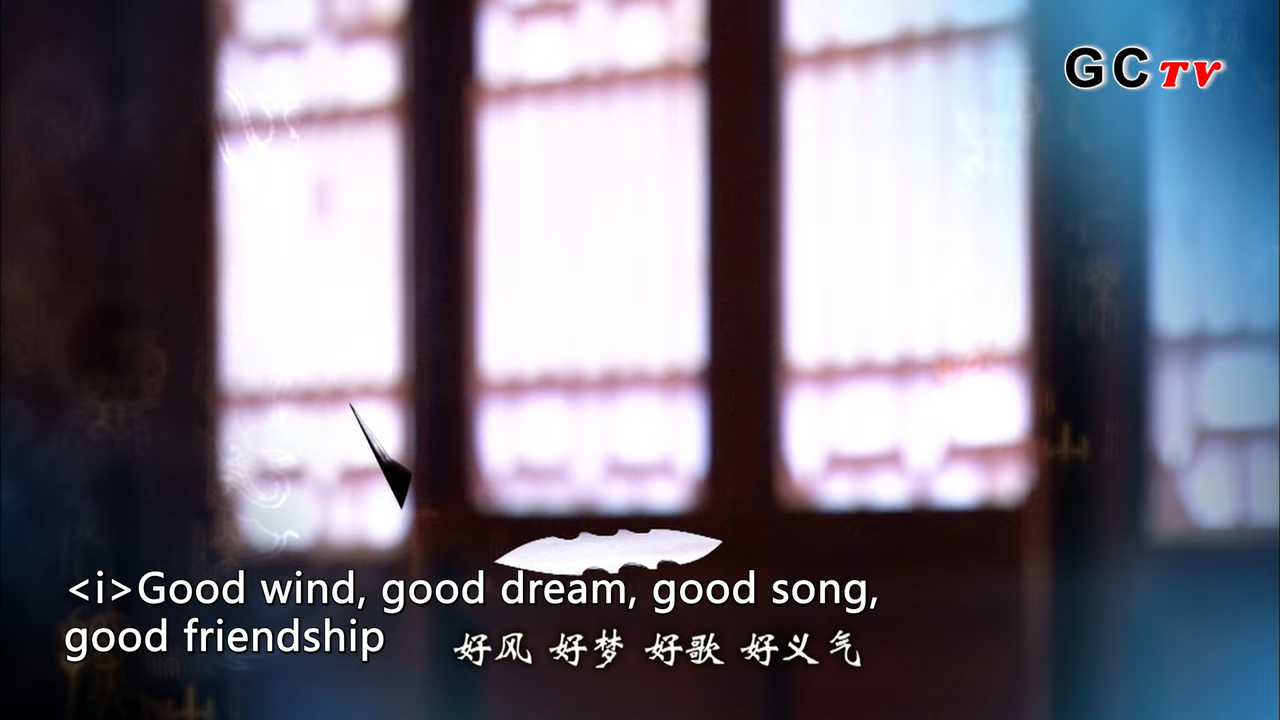 GCTV
<i>Good wind, good dream, good song,
good friendship
好风 好梦 好歌 好义气